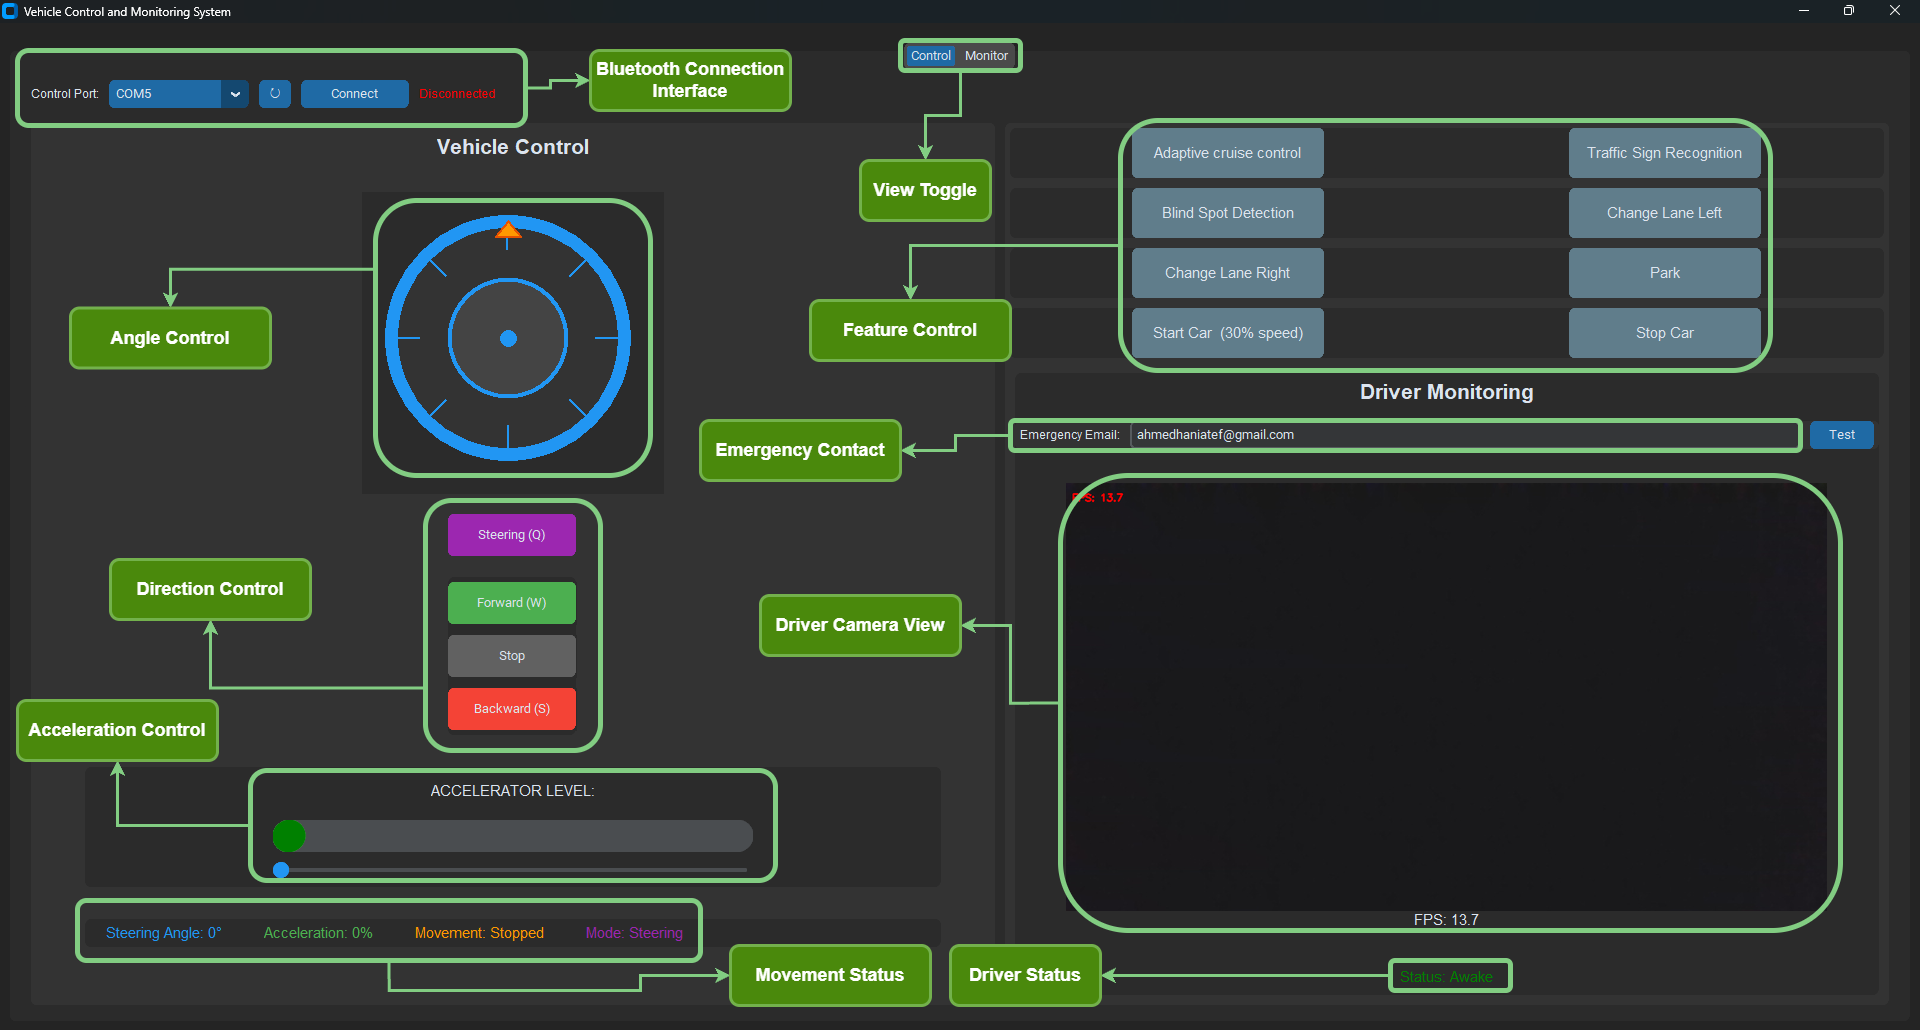 Vehicle Control and Monitoring System
Control Port:
COM5
Connect
Disconnected
Bluetooth Connection
Interface
Control
Monitor
Vehicle Control
View Toggle
Angle Control
Feature Control
Adaptive cruise control
Traffic Sign Recognition
Blind Spot Detection
Change Lane Left
Change Lane Right
Park
Start Car (30% speed)
Stop Car
Driver Monitoring
Emergency Contact
Emergency Email:
ahmedhaniatef@gmail.com
Test
FPS: 13.7
Steering (Q)
Direction Control
Forward (W)
Stop
Backward (S)
Driver Camera View
Acceleration Control
ACCELERATOR LEVEL:
FPS: 13.7
Steering Angle: 0°
Acceleration: 0%
Movement: Stopped
Mode: Steering
Movement Status
Driver Status
Status: Awake